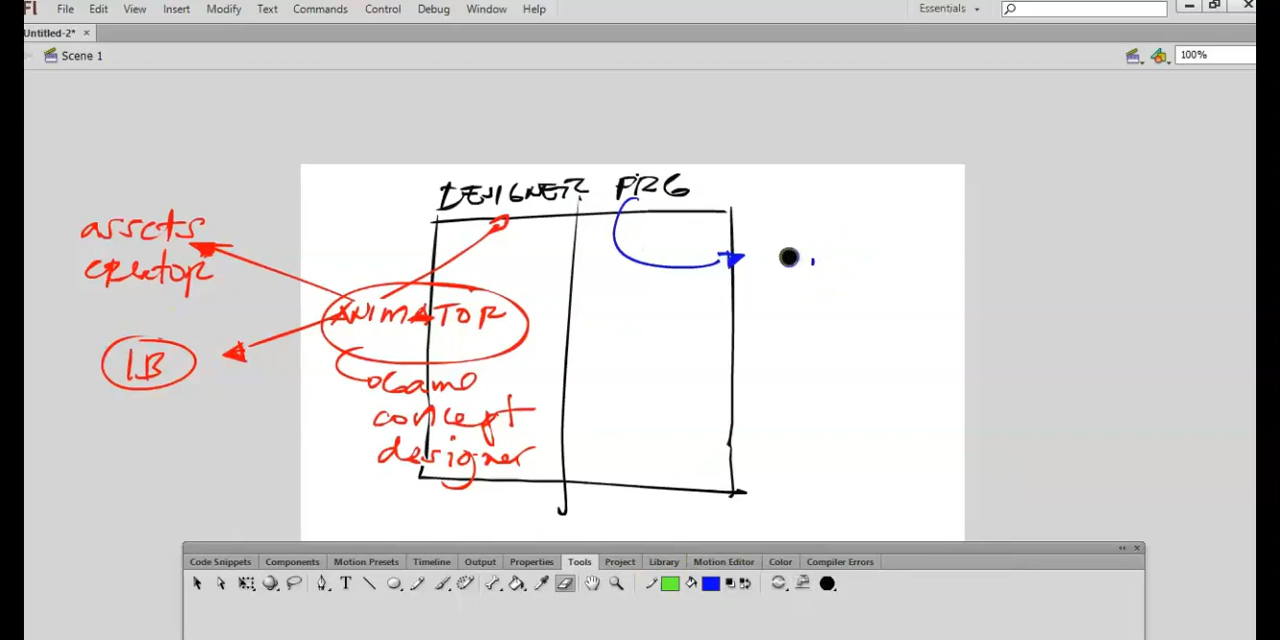 Fl File Edit View Insert Modify Text Commands Control Debug Window Help Essentials
Untitled-2* ×
Scene 1 100%
DESIGNER PRG
assets
creator
ANIMATOR
I.B
Game
concept
designer
Code Snippets Components Motion Presets Timeline Output Properties Tools Project Library Motion Editor Color Compiler Errors
T